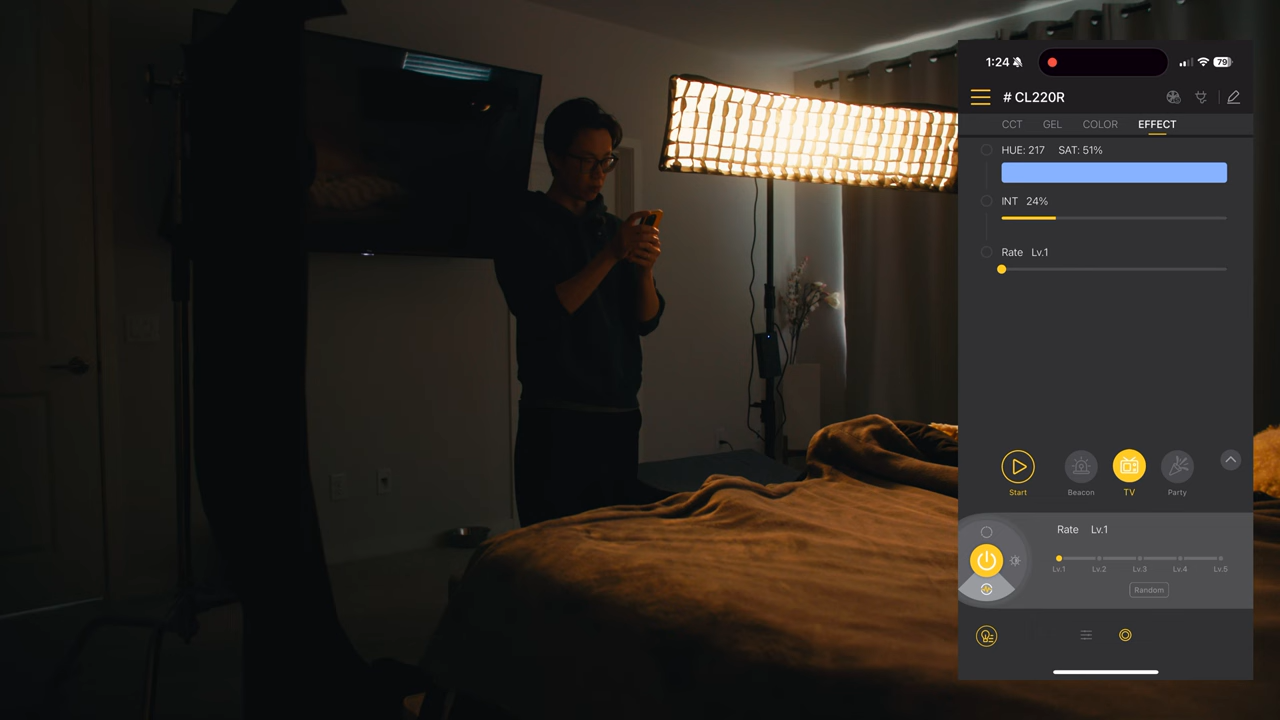 1:24
79
# CL220R
CCT GEL COLOR EFFECT
HUE: 217 SAT: 51%
INT 24%
Rate Lv.1
Start Beacon TV Party
Rate Lv.1
Lv.1 Lv.2 Lv.3 Lv.4 Lv.5
Random